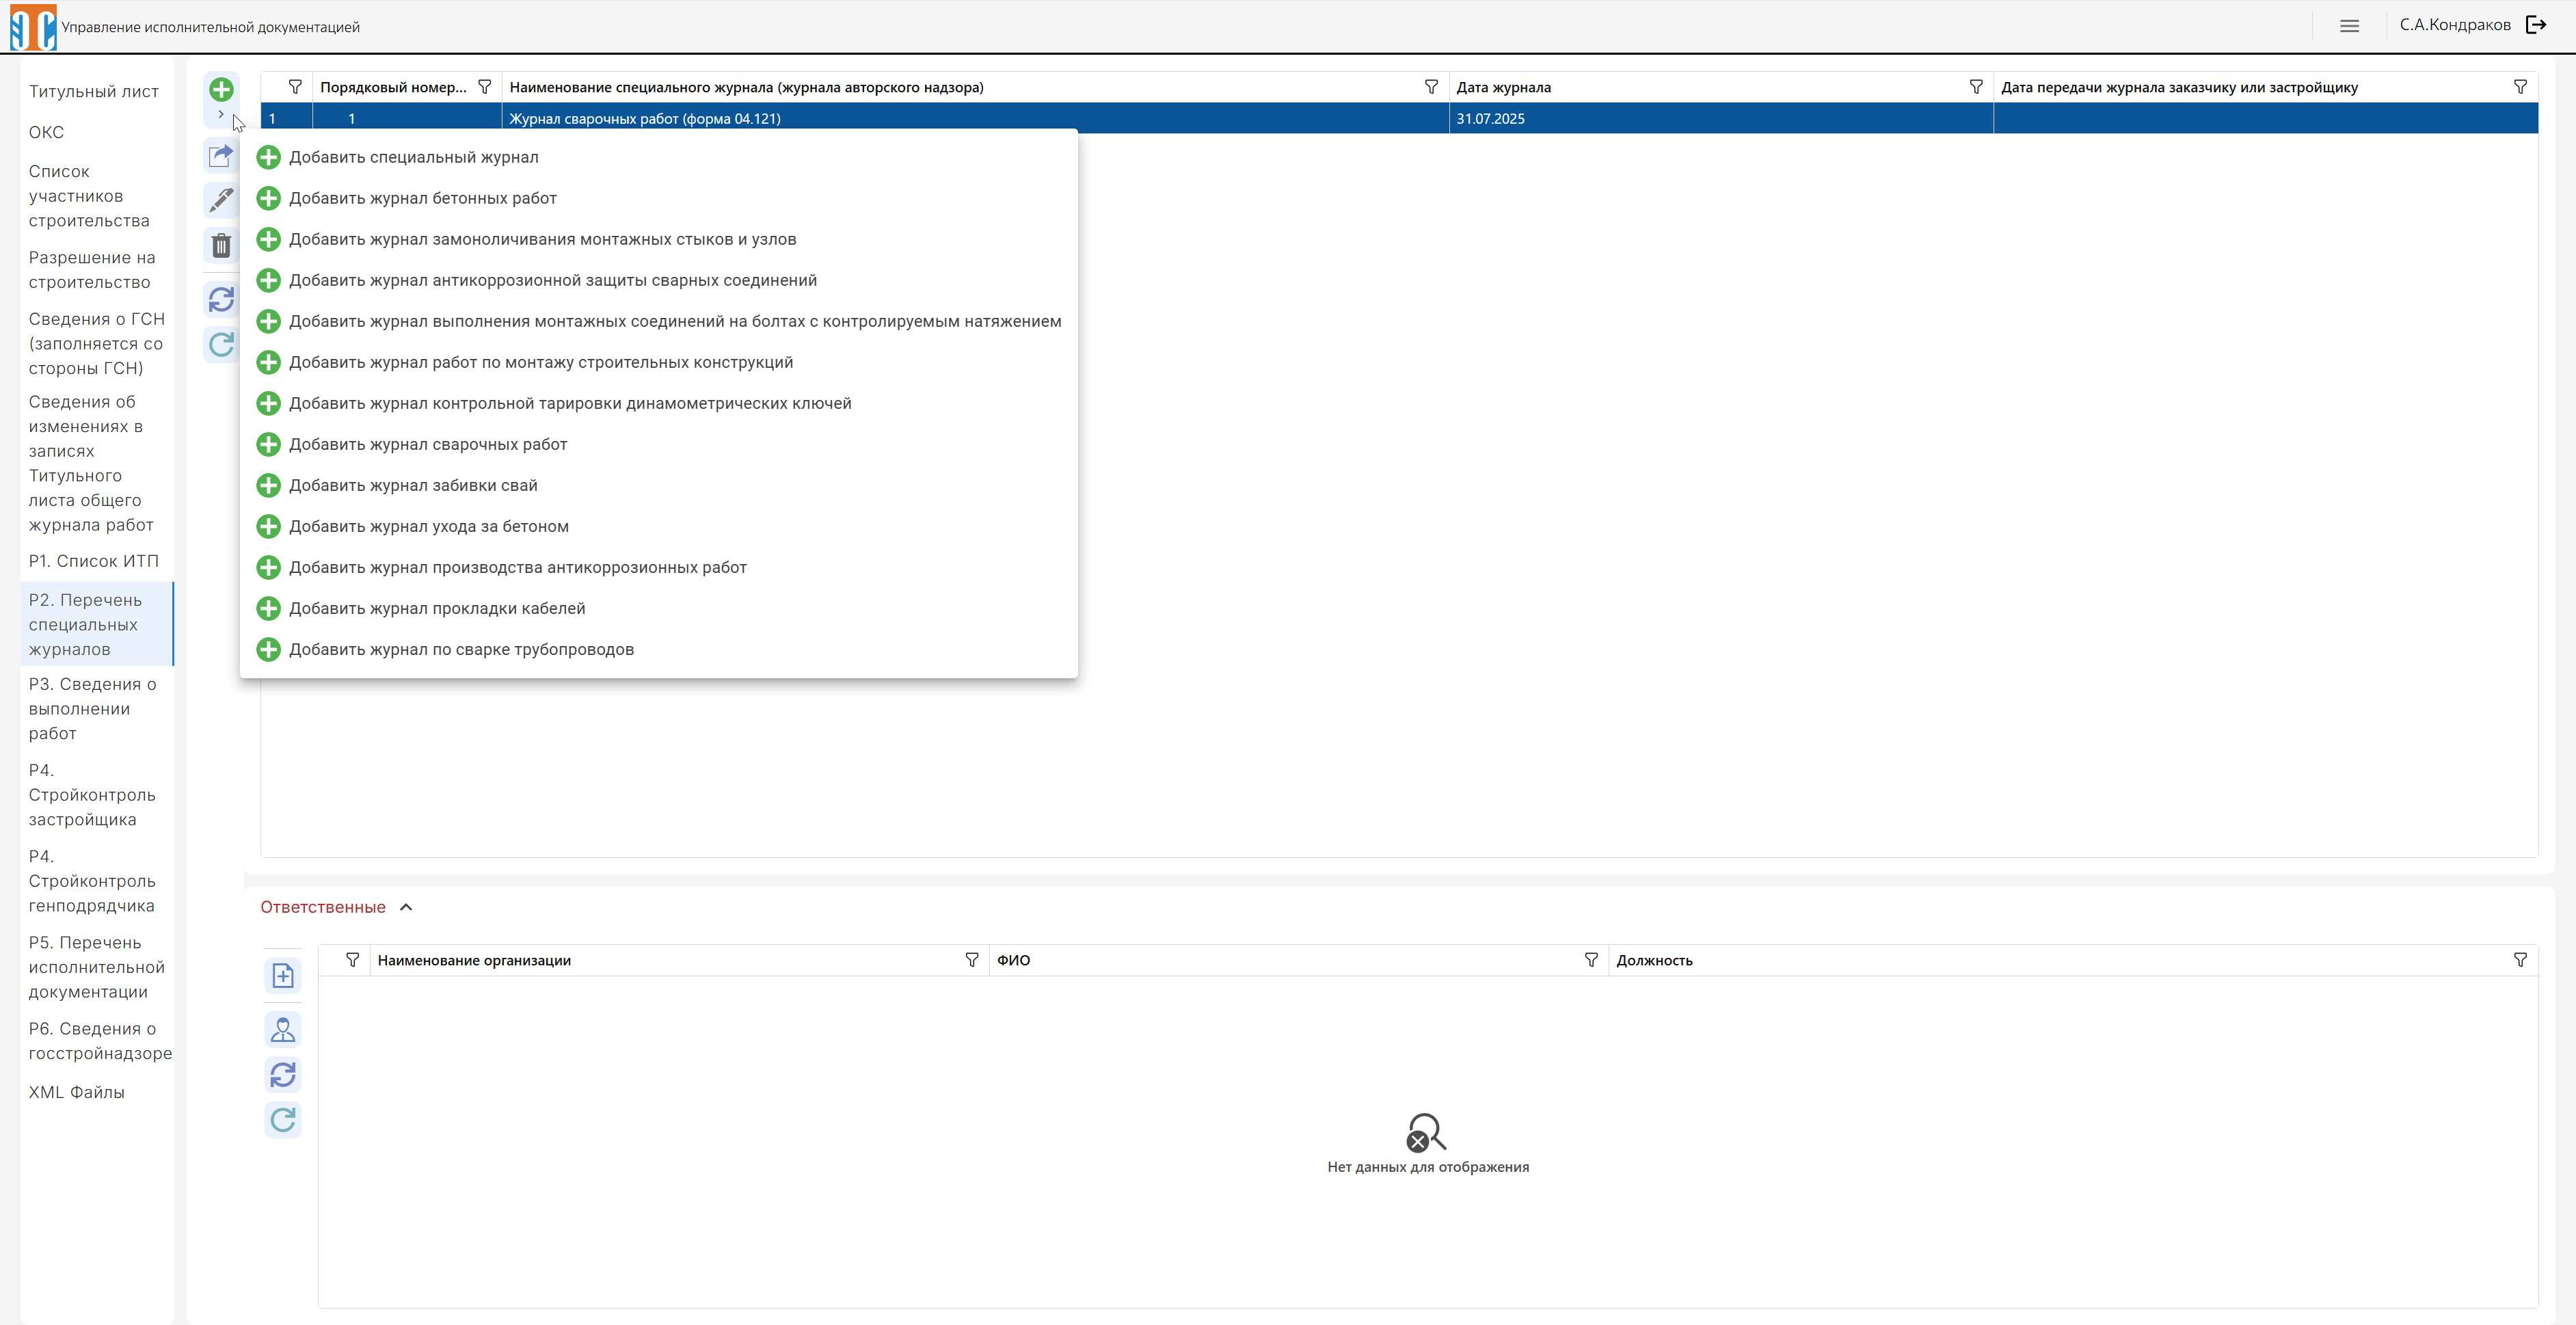 Управление исполнительной документацией
С.А.Кондраков
Титульный лист
ОКС
Список
участников
строительства
Разрешение на
строительство
Сведения о ГСН
(заполняется со
стороны ГСН)
Сведения об
изменениях в
записях
Титульного
листа общего
журнала работ
Р1. Список ИТП
Р2. Перечень
специальных
журналов
Р3. Сведения о
выполнении
работ
Р4.
Стройконтроль
застройщика
Р4.
Стройконтроль
генподрядчика
Р5. Перечень
исполнительной
документации
Р6. Сведения о
госстройнадзоре
XML Файлы
Порядковый номер... Наименование специального журнала (журнала авторского надзора) Дата журнала Дата передачи журнала заказчику или застройщику
1 1 Журнал сварочных работ (форма 04.121) 31.07.2025
Добавить специальный журнал
Добавить журнал бетонных работ
Добавить журнал замоноличивания монтажных стыков и узлов
Добавить журнал антикоррозионной защиты сварных соединений
Добавить журнал выполнения монтажных соединений на болтах с контролируемым натяжением
Добавить журнал работ по монтажу строительных конструкций
Добавить журнал контрольной тарировки динамометрических ключей
Добавить журнал сварочных работ
Добавить журнал забивки свай
Добавить журнал ухода за бетоном
Добавить журнал производства антикоррозионных работ
Добавить журнал прокладки кабелей
Добавить журнал по сварке трубопроводов
Ответственные
Наименование организации ФИО Должность
Нет данных для отображения